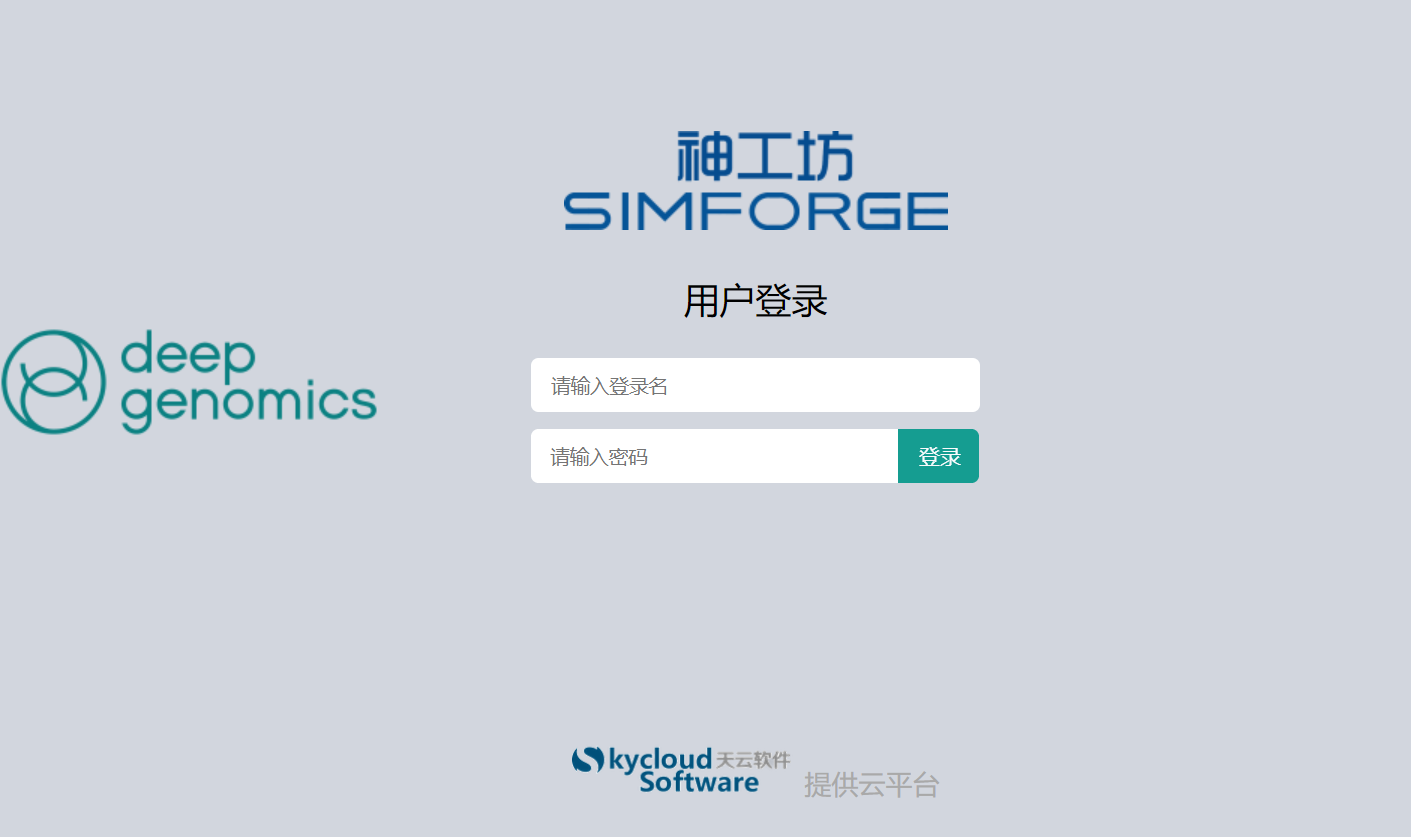 神工坊
SIMFORGE
用户登录
deep
genomics
请输入登录名
请输入密码
登录
Skycloud 天云软件
Software
提供云平台